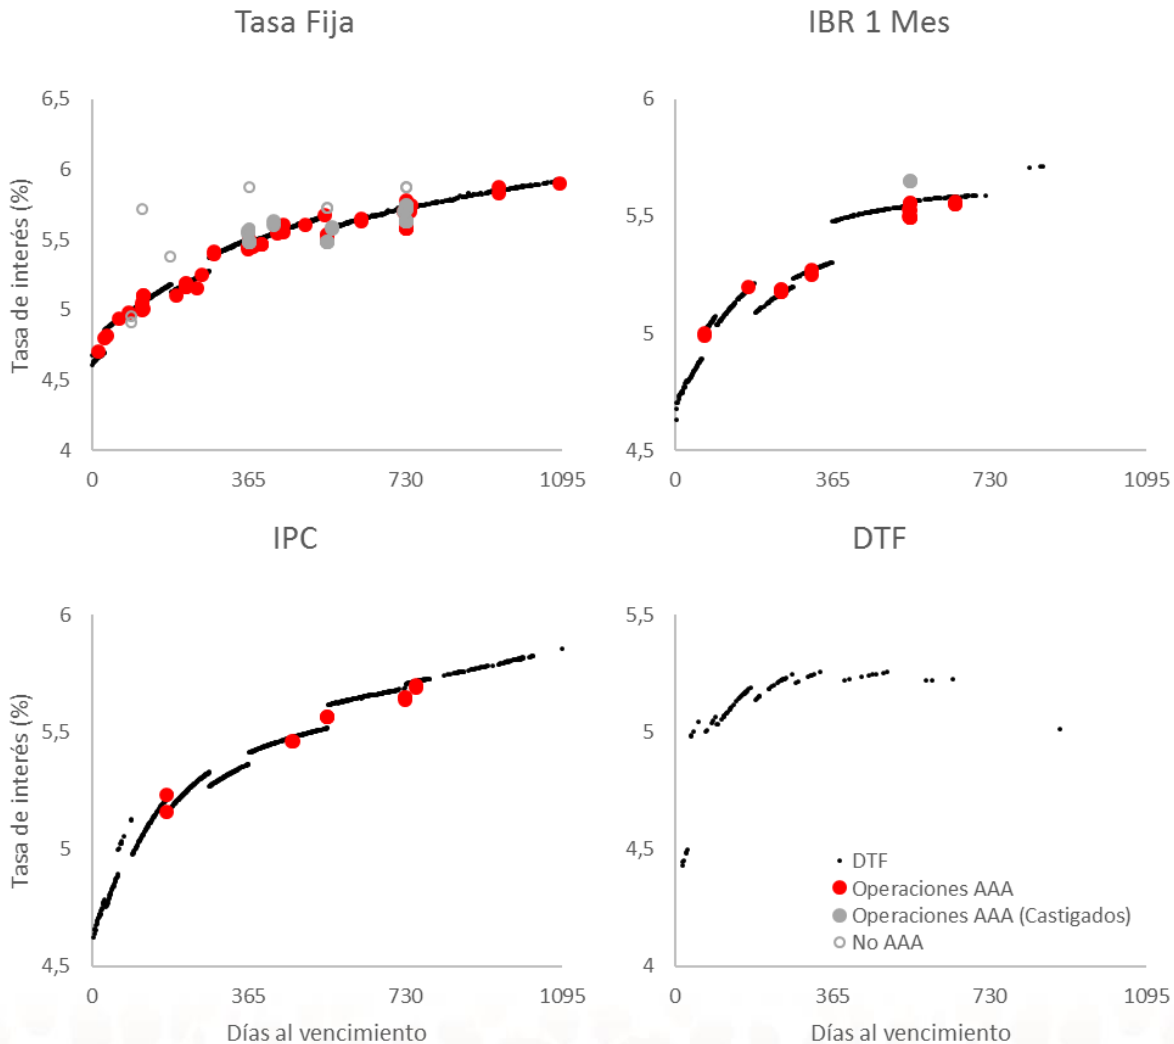 Tasa Fija
Tasa de interés (%)
6,5
6
5,5
5
4,5
4
0
365
730
1095
IBR 1 Mes
6
5,5
5
4,5
0
365
730
1095
IPC
Tasa de interés (%)
6
5,5
5
4,5
0
365
730
1095
Días al vencimiento
DTF
5,5
5
4,5
4
DTF
Operaciones AAA
Operaciones AAA (Castigados)
No AAA
0
365
730
1095
Días al vencimiento